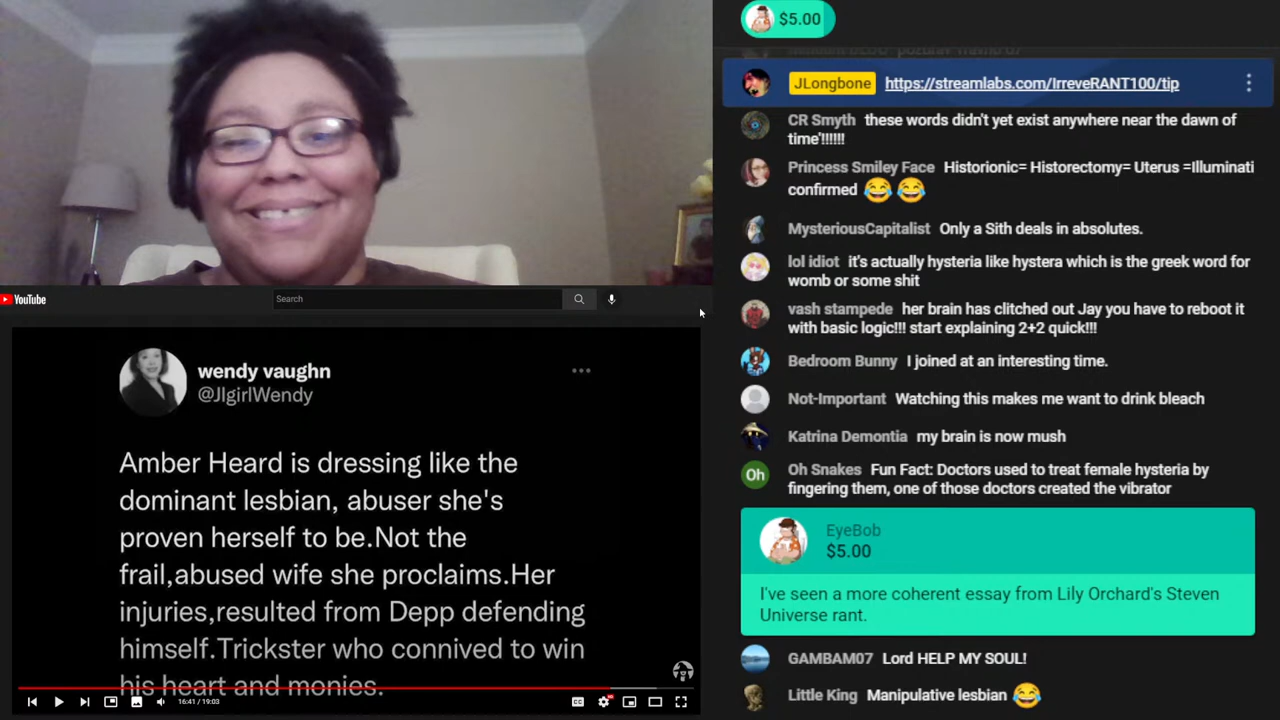 $5.00
JLongbone https://streamlabs.com/IrreveRANT100/tip
CR Smyth these words didn't yet exist anywhere near the dawn of
time'!!!!!!
Princess Smiley Face Historionic= Historectomy= Uterus =Illuminati
confirmed 😂 😂
MysteriousCapitalist Only a Sith deals in absolutes.
lol idiot it's actually hysteria like hystera which is the greek word for
womb or some shit
vash stampede her brain has clitched out Jay you have to reboot it
with basic logic!!! start explaining 2+2 quick!!!
Bedroom Bunny I joined at an interesting time.
Not-Important Watching this makes me want to drink bleach
Katrina Demontia my brain is now mush
Oh
Oh Snakes Fun Fact: Doctors used to treat female hysteria by
fingering them, one of those doctors created the vibrator
EyeBob
$5.00
I've seen a more coherent essay from Lily Orchard's Steven
Universe rant.
GAMBAM07 Lord HELP MY SOUL!
Little King Manipulative lesbian 😂
YouTube
Search
wendy vaughn
@JlgirlWendy
Amber Heard is dressing like the
dominant lesbian, abuser she's
proven herself to be.Not the
frail,abused wife she proclaims.Her
injuries,resulted from Depp defending
himself.Trickster who connived to win
his heart and monies.
16:41 / 19:03
CC